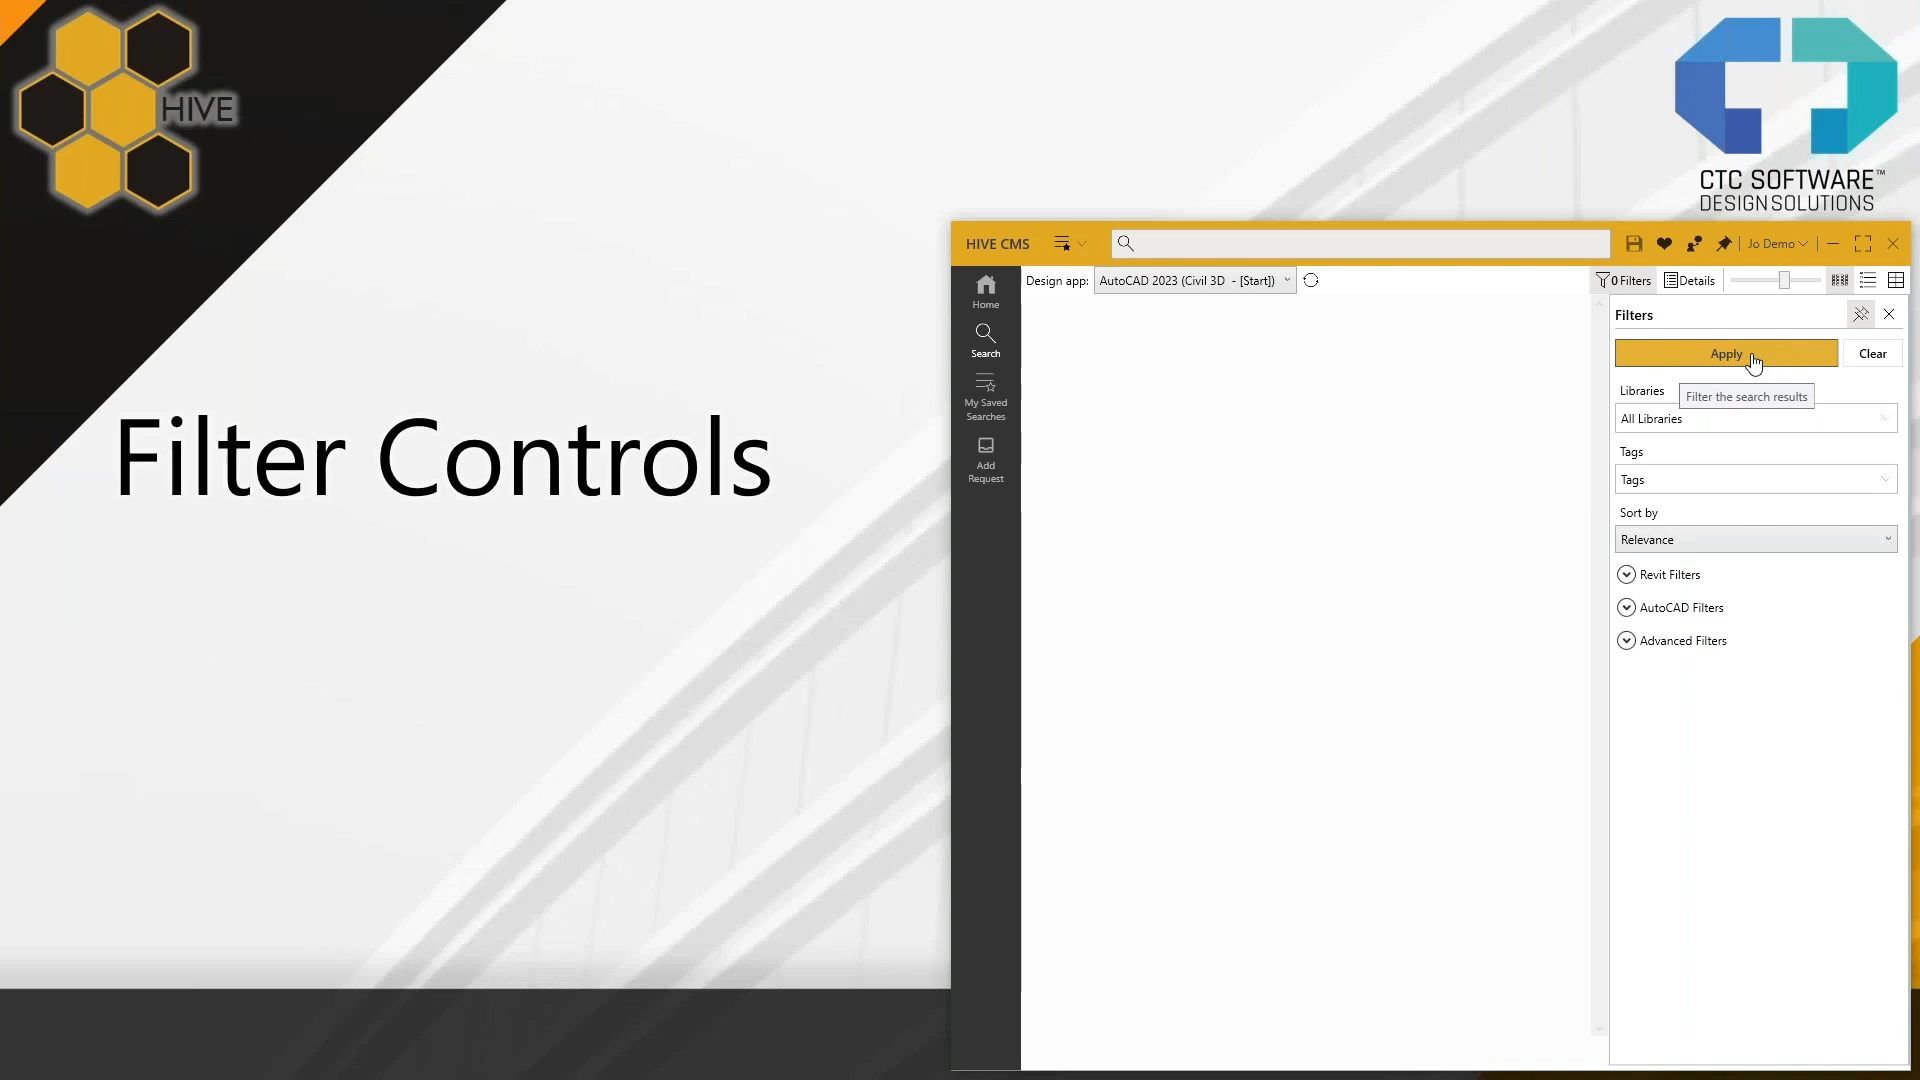 HIVE
CTC SOFTWARE™
DESIGN SOLUTIONS
Filter Controls
HIVE CMS
Jo Demo
Home
Search
My Saved
Searches
Add
Request
Design app:
AutoCAD 2023 (Civil 3D - [Start])
0 Filters
Details
Filters
Apply
Clear
Filter the search results
Libraries
All Libraries
Tags
Tags
Sort by
Relevance
Revit Filters
AutoCAD Filters
Advanced Filters